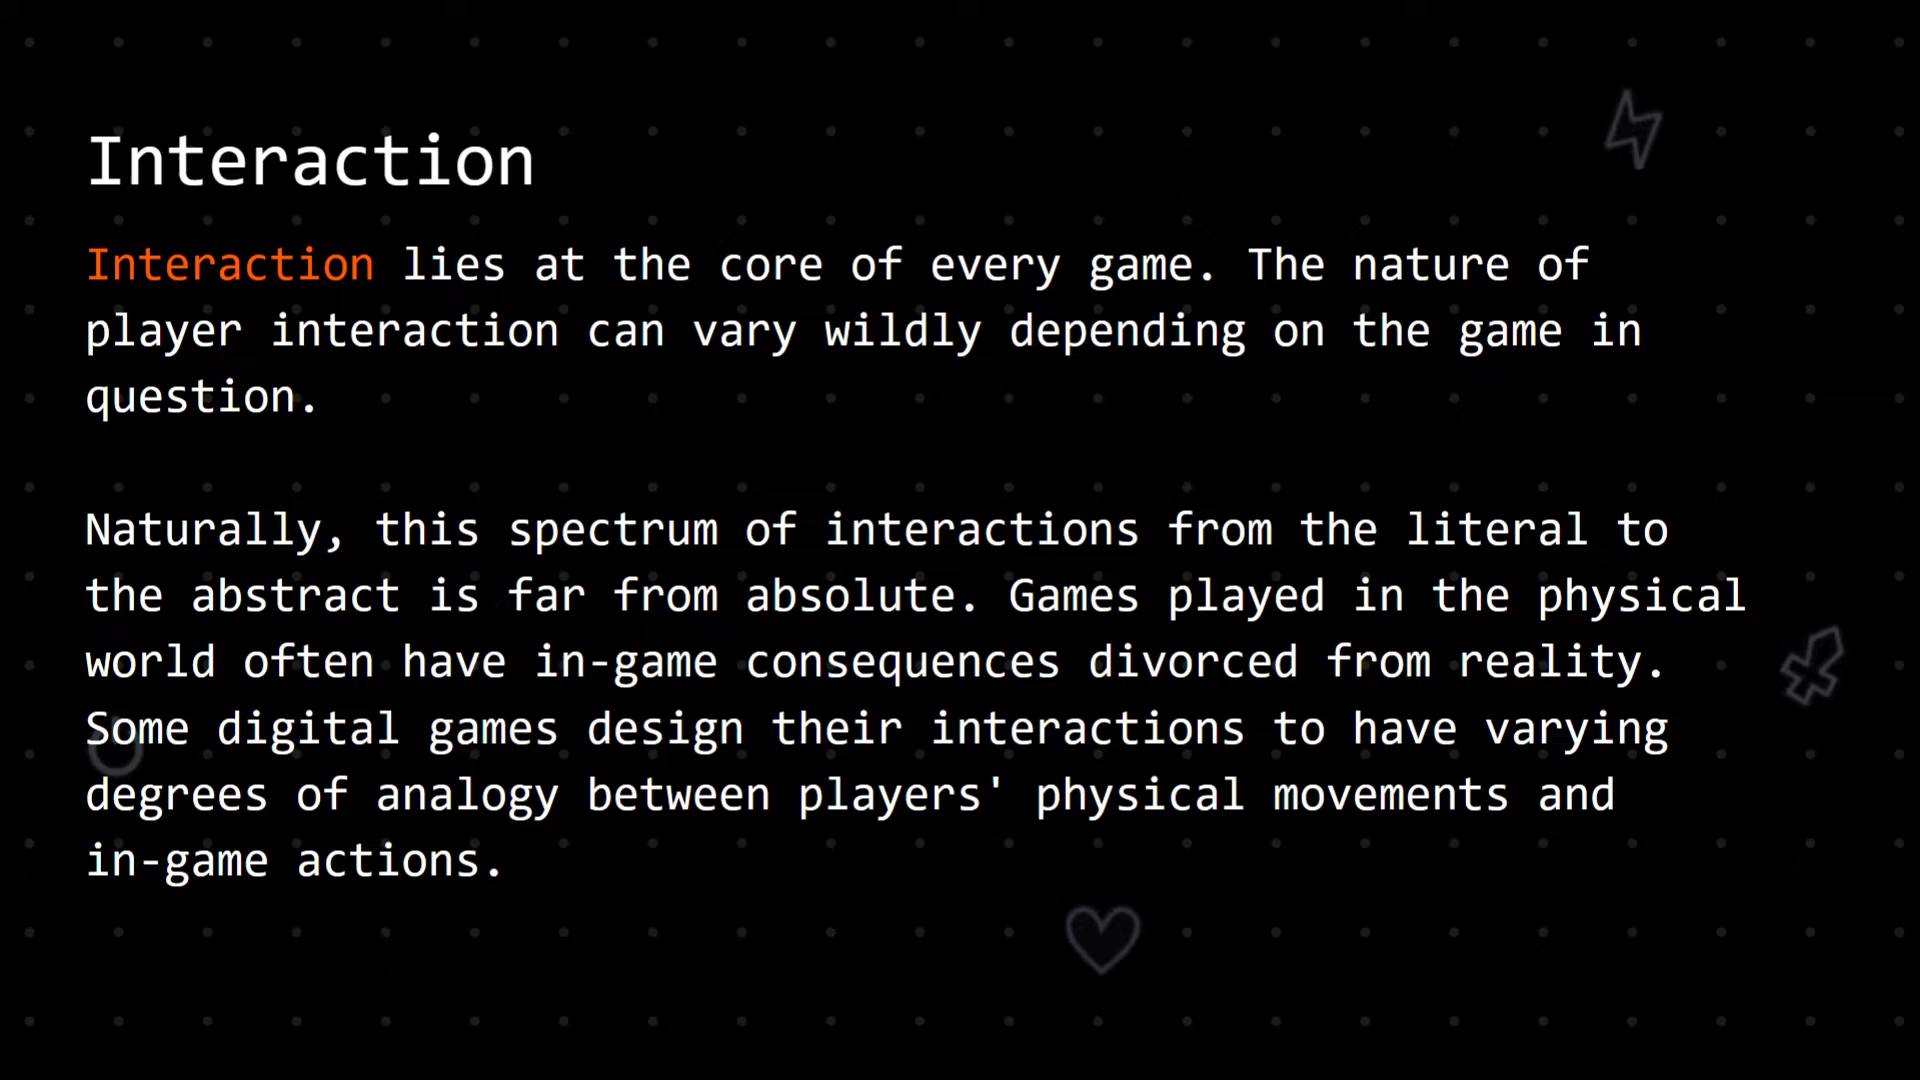 Interaction
Interaction lies at the core of every game. The nature of
player interaction can vary wildly depending on the game in
question.
Naturally, this spectrum of interactions from the literal to
the abstract is far from absolute. Games played in the physical
world often have in-game consequences divorced from reality.
Some digital games design their interactions to have varying
degrees of analogy between players' physical movements and
in-game actions.